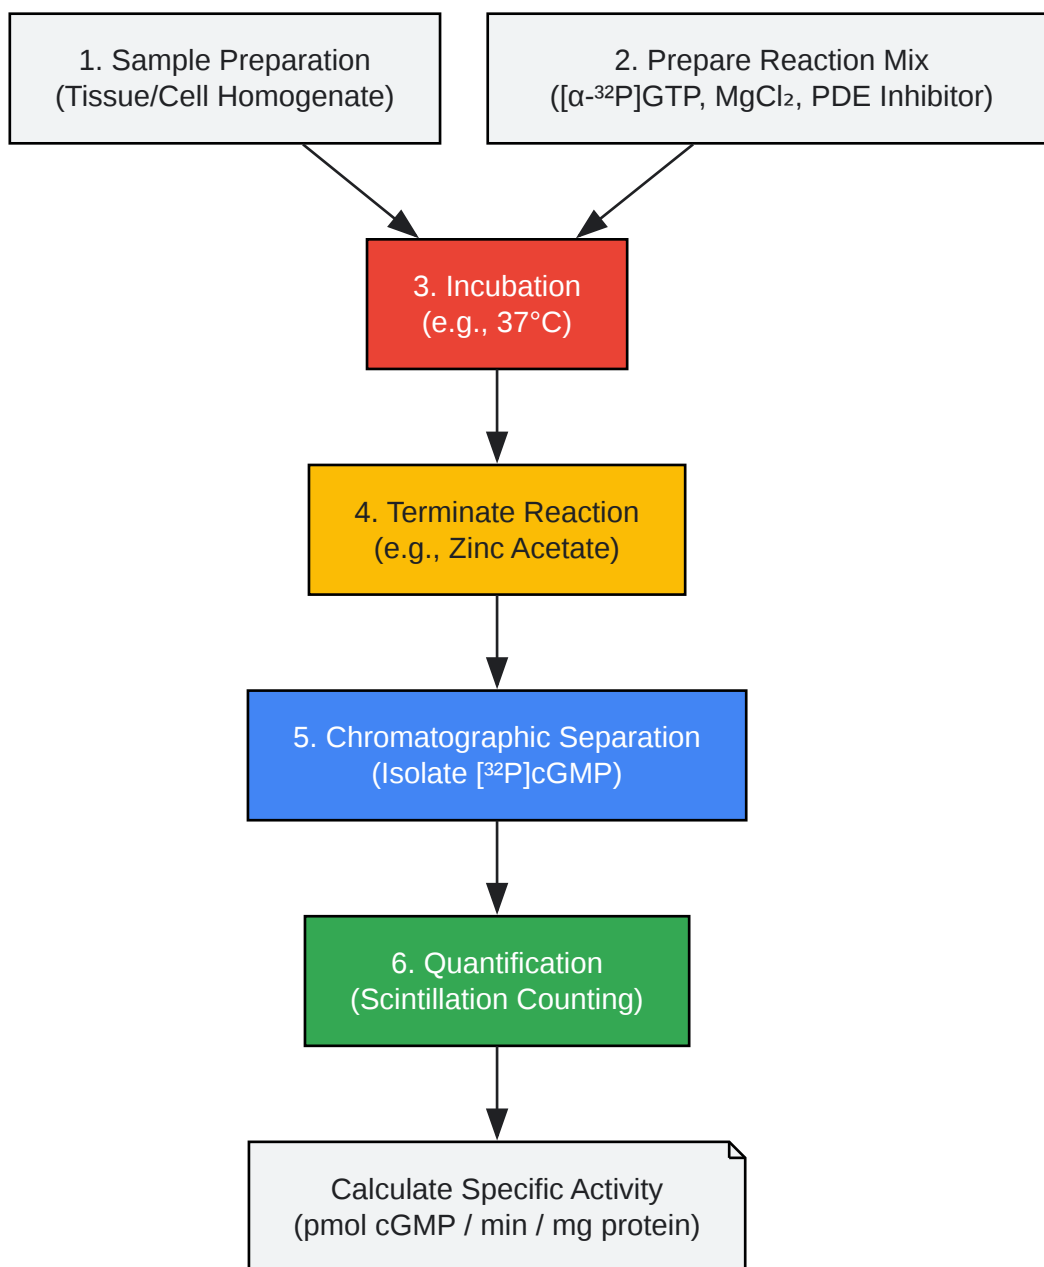 1. Sample Preparation
(Tissue/Cell Homogenate)
2. Prepare Reaction Mix
([α-³²P]GTP, MgCl₂, PDE Inhibitor)
3. Incubation
(e.g., 37°C)
4. Terminate Reaction
(e.g., Zinc Acetate)
5. Chromatographic Separation
(Isolate [³²P]cGMP)
6. Quantification
(Scintillation Counting)
Calculate Specific Activity
(pmol cGMP / min / mg protein)